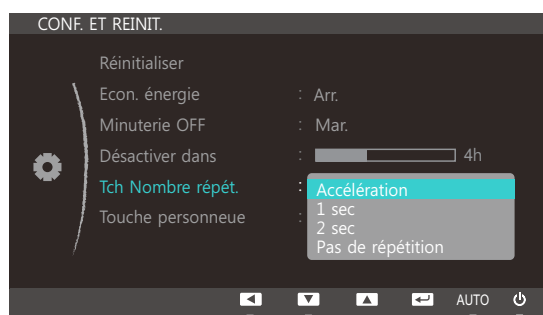 CONF. ET REINIT.
Réinitialiser
Econ. énergie : Arr.
Minuterie OFF : Mar.
Désactiver dans : 4h
Tch Nombre répét. : Accélération
1 sec
2 sec
Pas de répétition
Touche personneue :
AUTO